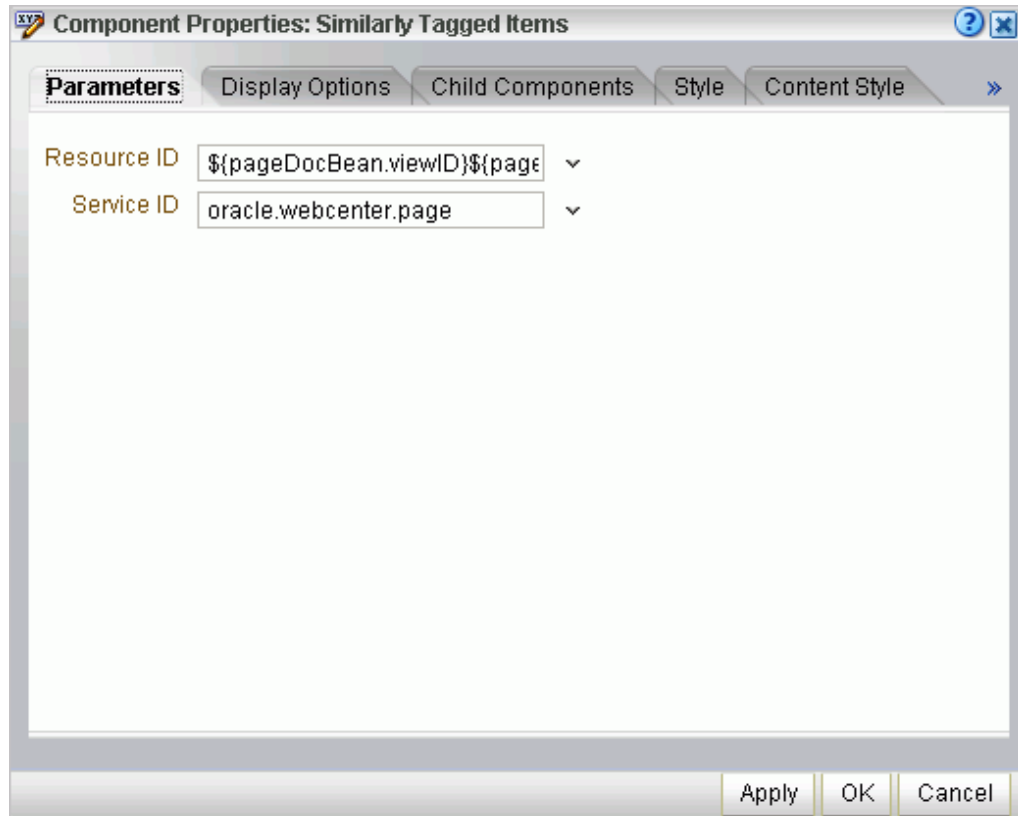 Component Properties: Similarly Tagged Items
Parameters Display Options Child Components Style Content Style »
Resource ID ${pageDocBean.viewID}${page
Service ID oracle.webcenter.page
Apply OK Cancel